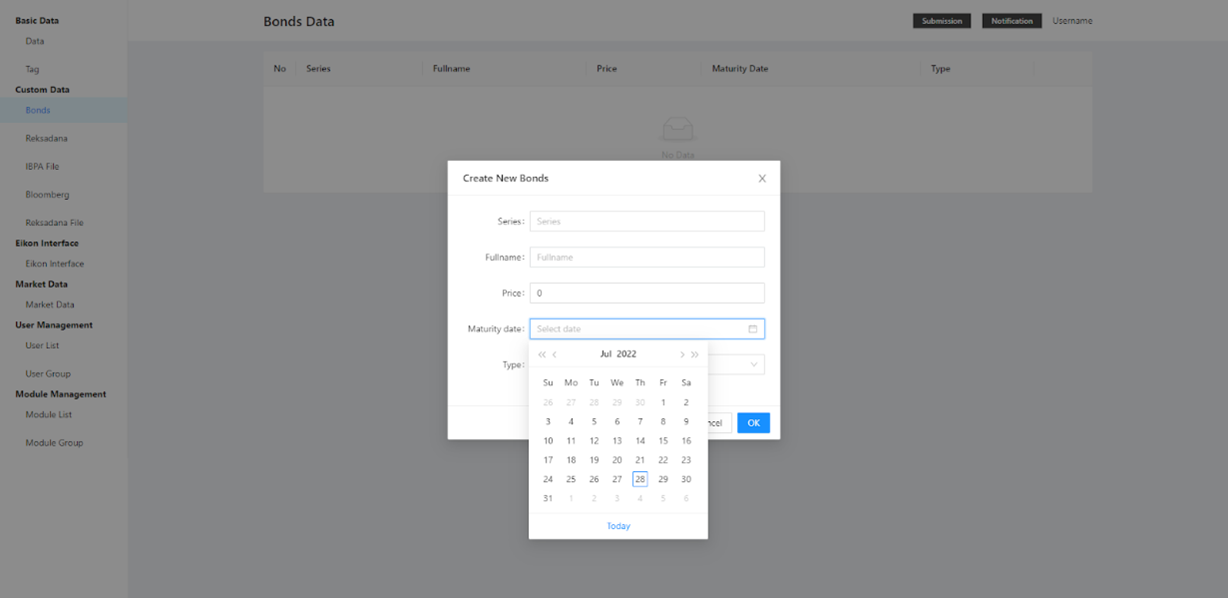 Basic Data
Data
Tag
Custom Data
Bonds
Reksadana
IBPA File
Bloomberg
Reksadana File
Eikon Interface
Eikon Interface
Market Data
Market Data
User Management
User List
User Group
Module Management
Module List
Module Group
Bonds Data
Submission Notification Username
No Series Fullname Price Maturity Date Type
No Data
Create New Bonds
Series: Series
Fullname: Fullname
Price: 0
Maturity date: Select date
Type:
Jul 2022
Su Mo Tu We Th Fr Sa
26 27 28 29 30 1 2
3 4 5 6 7 8 9
10 11 12 13 14 15 16
17 18 19 20 21 22 23
24 25 26 27 28 29 30
31 1 2 3 4 5 6
Today
ncel OK